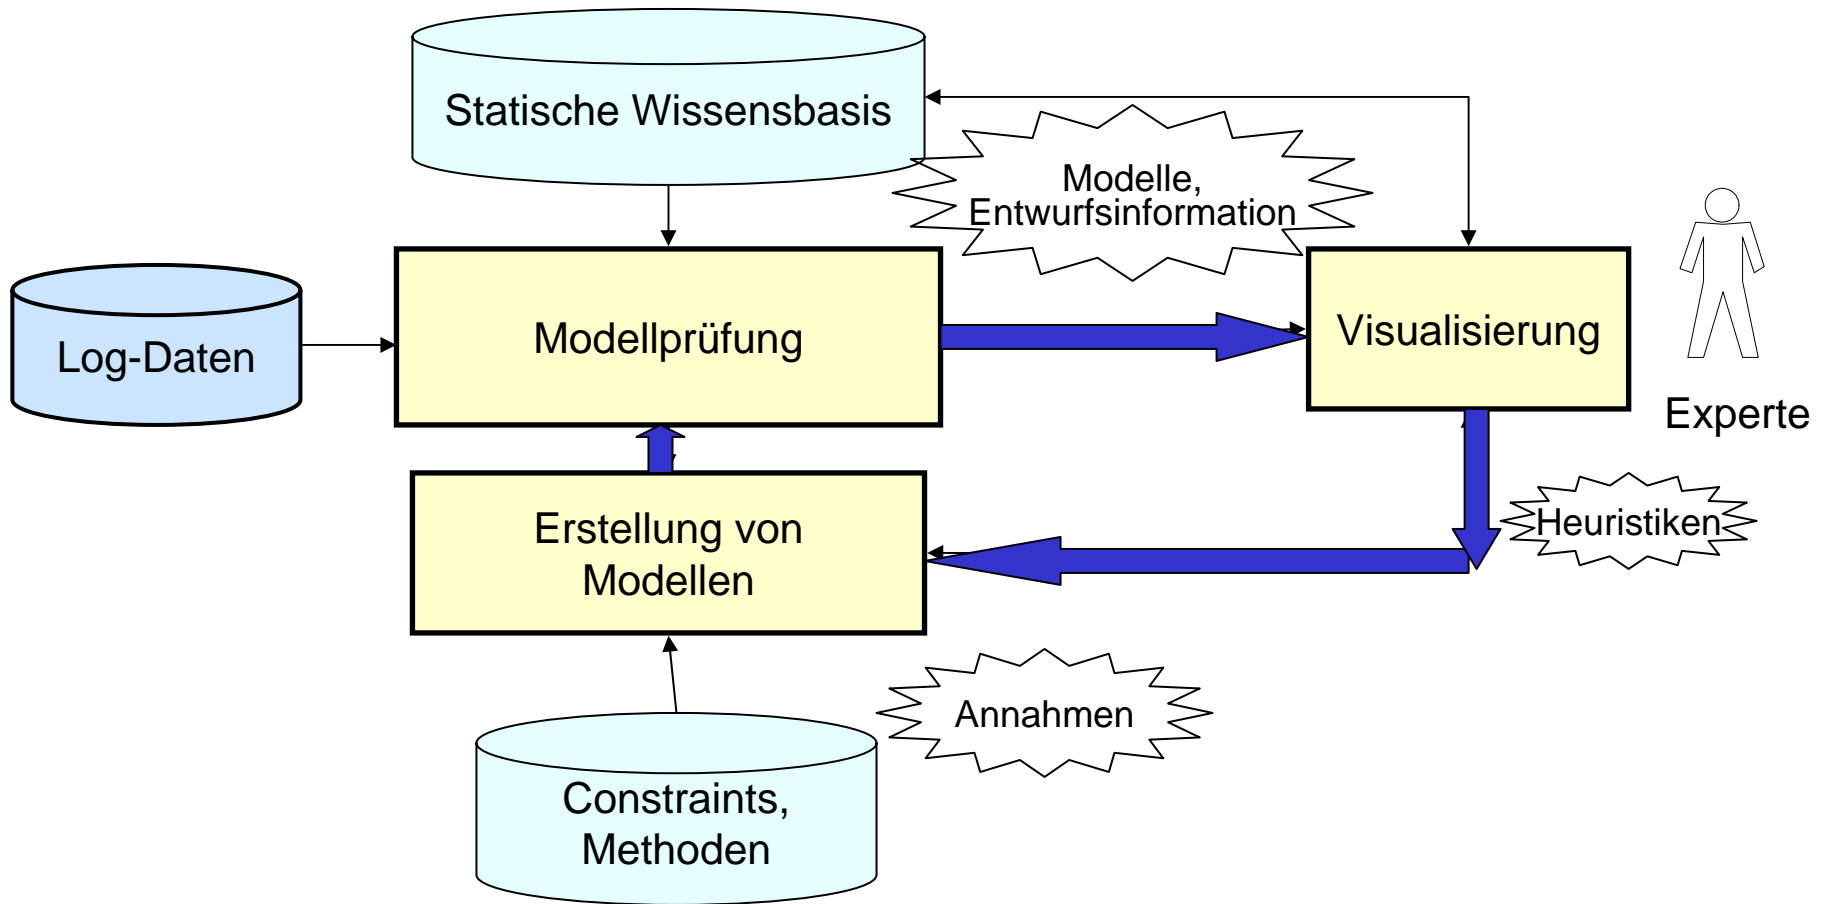 Statische Wissensbasis
Modelle,
Entwurfsinformation
Log-Daten
Modellprüfung
Visualisierung
Experte
Erstellung von
Modellen
Heuristiken
Annahmen
Constraints,
Methoden